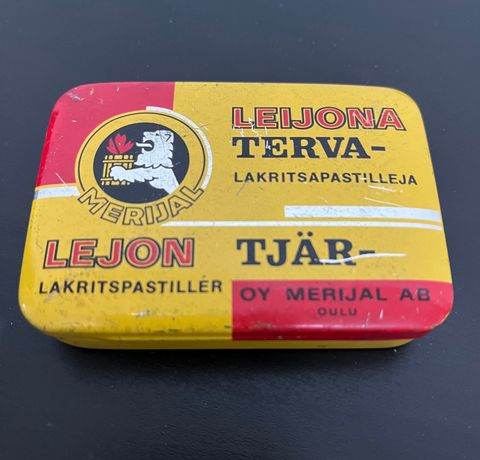 LEIJONA
TERVA-
LAKRITSAPASTILLEJA
MERIJAL
LEJON TJÄR-
LAKRITSPASTILLER
OY MERIJAL AB
OULU